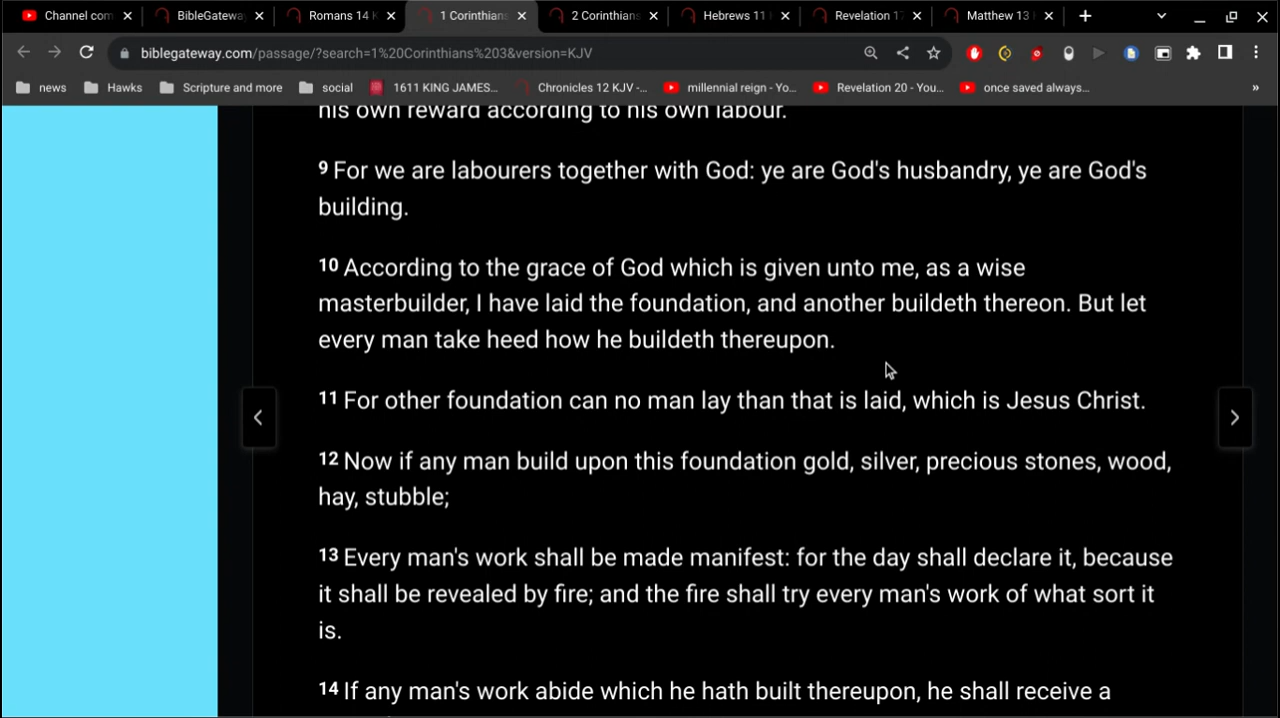 Channel com
BibleGateway
Romans 14 K
1 Corinthians
2 Corinthians
Hebrews 11 K
Revelation 17
Matthew 13 K
biblegateway.com/passage/?search=1%20Corinthians%203&version=KJV
news
Hawks
Scripture and more
social
1611 KING JAMES...
Chronicles 12 KJV -...
millennial reign - Yo...
Revelation 20 - You...
once saved always...
»
his own reward according to his own labour.
9 For we are labourers together with God: ye are God's husbandry, ye are God's
building.
10 According to the grace of God which is given unto me, as a wise
masterbuilder, I have laid the foundation, and another buildeth thereon. But let
every man take heed how he buildeth thereupon.
11 For other foundation can no man lay than that is laid, which is Jesus Christ.
12 Now if any man build upon this foundation gold, silver, precious stones, wood,
hay, stubble;
13 Every man's work shall be made manifest: for the day shall declare it, because
it shall be revealed by fire; and the fire shall try every man's work of what sort it
is.
14 If any man's work abide which he hath built thereupon, he shall receive a